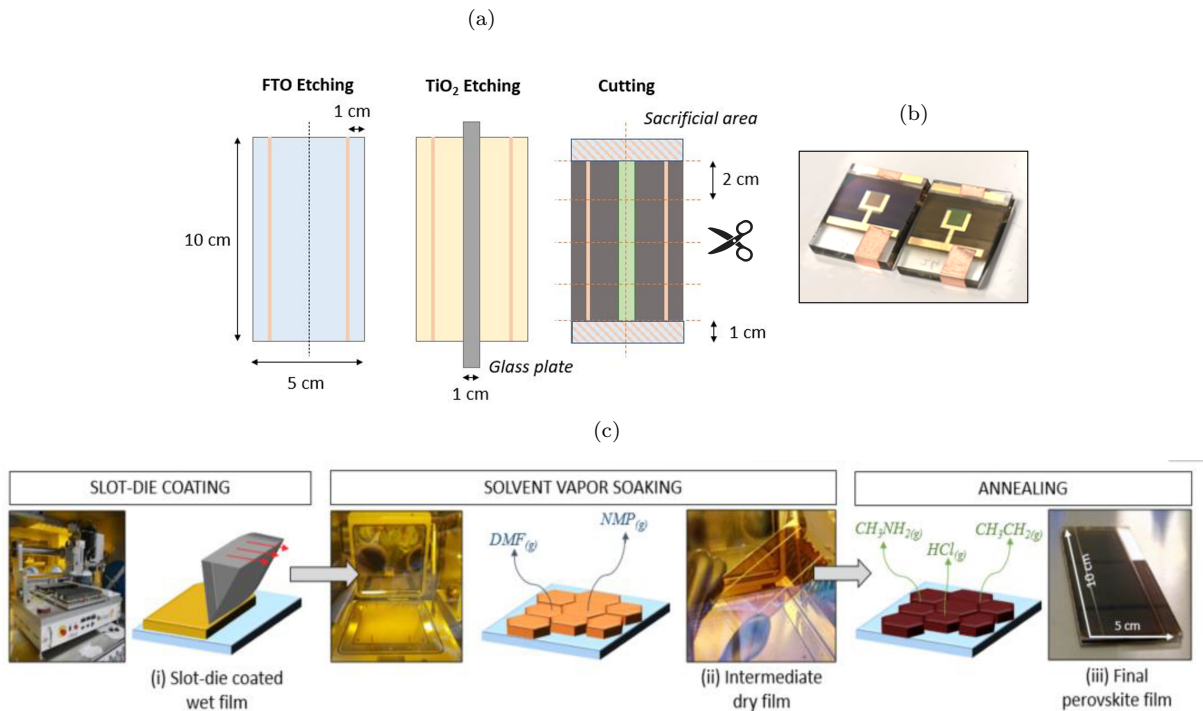 (a)
FTO Etching
TiO₂ Etching
Cutting
1 cm
Sacrificial area
(b)
2 cm
10 cm
1 cm
Glass plate
5 cm
1 cm
(c)
SLOT-DIE COATING
SOLVENT VAPOR SOAKING
ANNEALING
NMP(g)
DMF(g)
CH₃NH₂(g)
CH₃CH₂(g)
HCl(g)
10 cm
5 cm
(i) Slot-die coated
wet film
(ii) Intermediate
dry film
(iii) Final
perovskite film